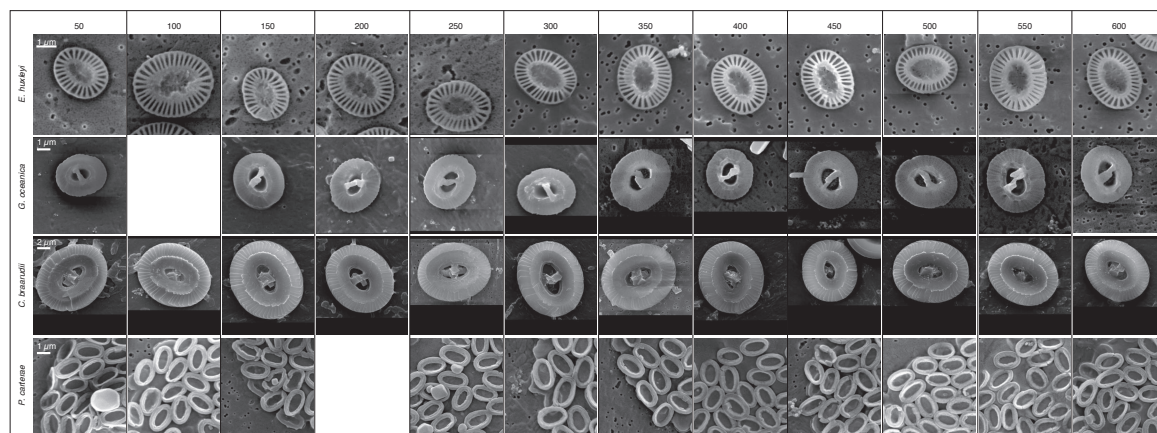 50 100 150 200 250 300 350 400 450 500 550 600
E. huxleyi
1 µm
G. oceanica
1 µm
C. braarudii
2 µm
P. carterae
1 µm